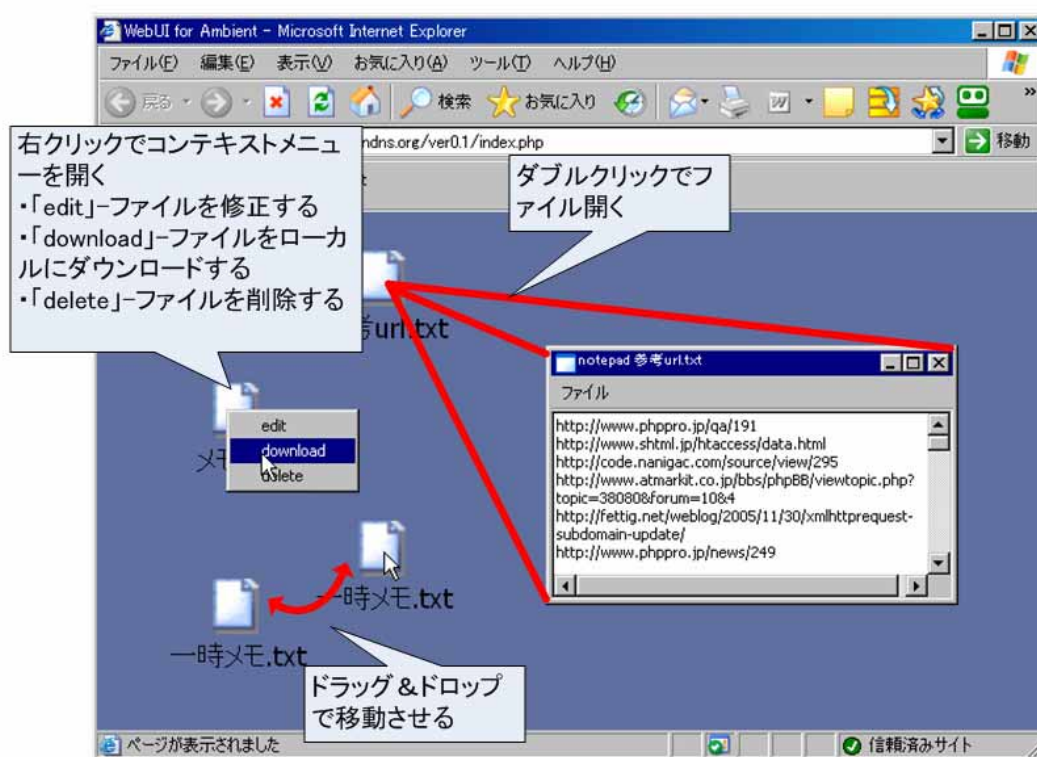 WebUI for Ambient - Microsoft Internet Explorer
ファイル(F) 編集(E) 表示(V) お気に入り(A) ツール(T) ヘルプ(H)
戻る 検索 お気に入り
ndns.org/ver0.1/index.php 移動
右クリックでコンテキストメニュ
ーを開く
・「edit」-ファイルを修正する
・「download」-ファイルをローカ
ルにダウンロードする
・「delete」-ファイルを削除する
ダブルクリックでフ
ァイル開く
考url.txt
notepad 参考url.txt
ファイル
http://www.phppro.jp/qa/191
http://www.shtml.jp/htaccess/data.html
http://code.nanigac.com/source/view/295
http://www.atmarkit.co.jp/bbs/phpBB/viewtopic.php?
topic=38080&forum=10&4
http://fettig.net/weblog/2005/11/30/xmlhttprequest-
subdomain-update/
http://www.phppro.jp/news/249
edit
download
delete
メ
一時メモ.txt
一時メモ.txt
ドラッグ&ドロップ
で移動させる
ページが表示されました 信頼済みサイト